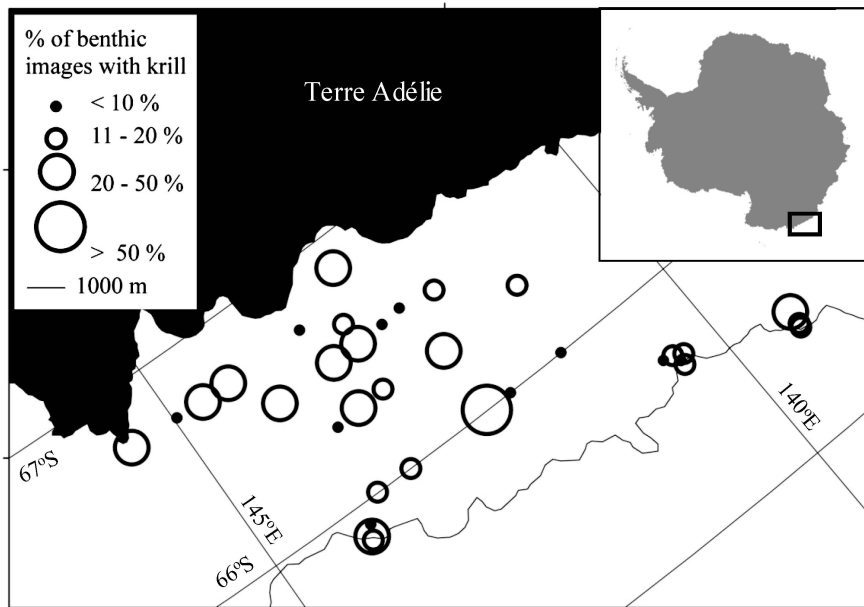 % of benthic
images with krill
< 10 %
11 - 20 %
20 - 50 %
> 50 %
1000 m
Terre Adélie
140°E
67°S
145°E
66°S